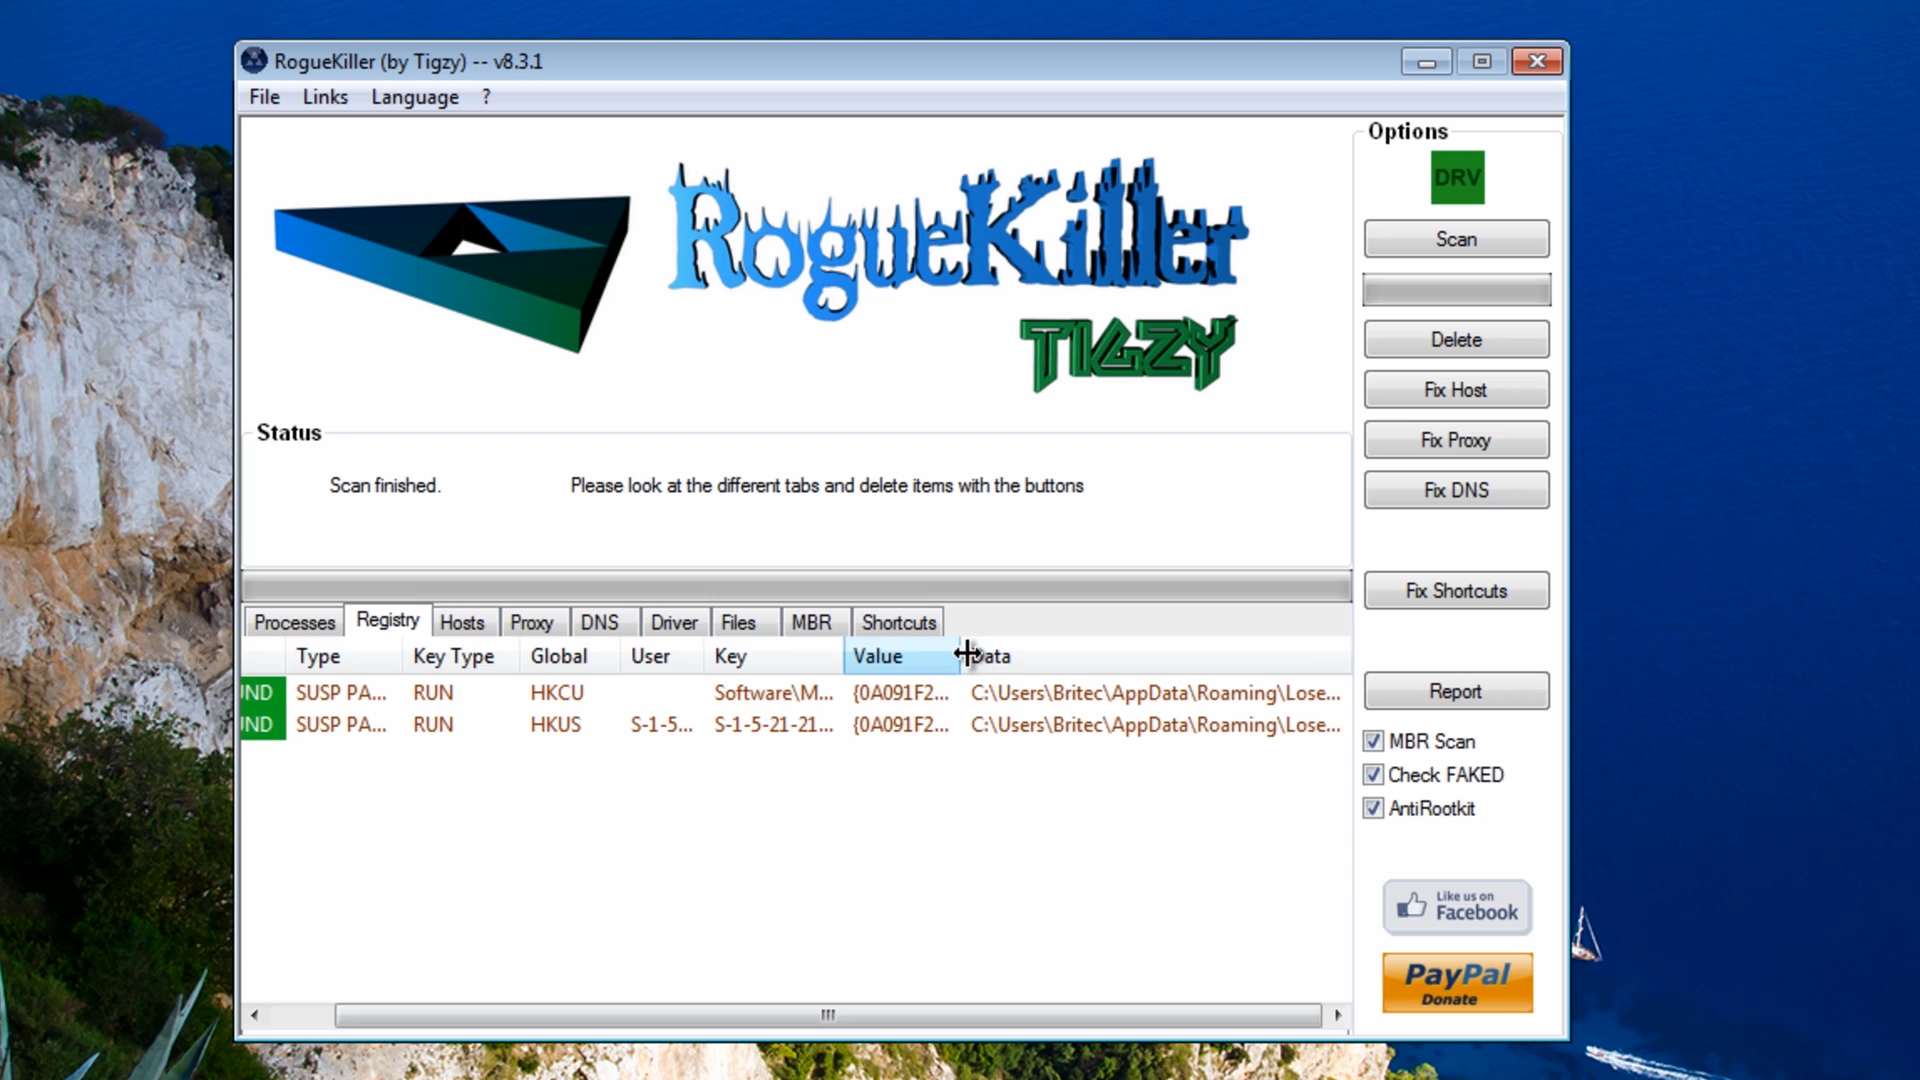 RogueKiller (by Tigzy) -- v8.3.1
File Links Language ?
Options
DRV
RogueKiller
TIGZY
Scan
Delete
Fix Host
Fix Proxy
Fix DNS
Status
Scan finished. Please look at the different tabs and delete items with the buttons
Fix Shortcuts
Processes Registry Hosts Proxy DNS Driver Files MBR Shortcuts
Type Key Type Global User Key Value Data
UND SUSP PA... RUN HKCU Software\M... {0A091F2... C:\Users\Britec\AppData\Roaming\Lose...
UND SUSP PA... RUN HKUS S-1-5... S-1-5-21-21... {0A091F2... C:\Users\Britec\AppData\Roaming\Lose...
Report
MBR Scan
Check FAKED
AntiRootkit
Like us on
Facebook
PayPal
Donate